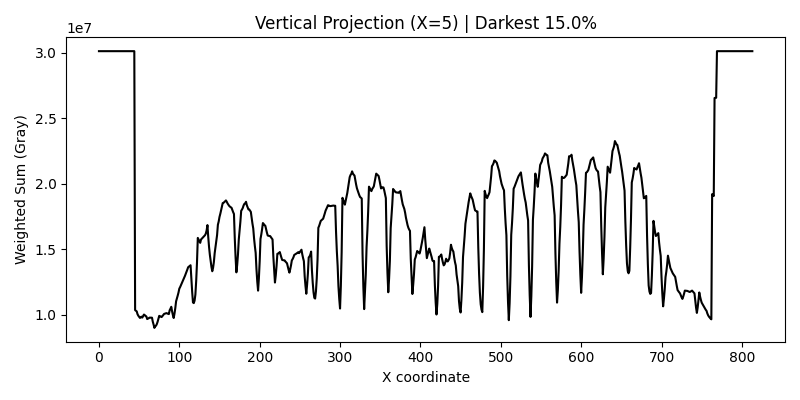 Vertical Projection (X=5) | Darkest 15.0%
1e7
3.0
2.5
2.0
1.5
1.0
Weighted Sum (Gray)
0 100 200 300 400 500 600 700 800
X coordinate